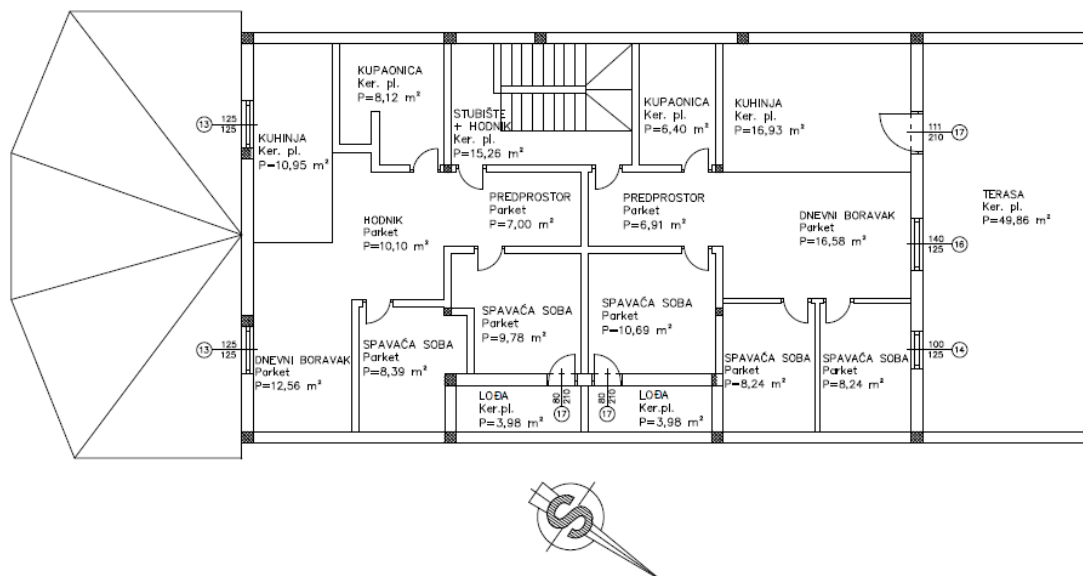 KUPAONICA
Ker. pl.
P=8,12 m²
STUBIŠTE
+ HODNIK
Ker. pl.
P=15,26 m²
KUPAONICA
Ker. pl.
P=6,40 m²
KUHINJA
Ker. pl.
P=16,93 m²
13
125
125
KUHINJA
Ker. pl.
P=10,95 m²
111
210
17
HODNIK
Parket
P=10,10 m²
PREDPROSTOR
Parket
P=7,00 m²
PREDPROSTOR
Parket
P=6,91 m²
DNEVNI BORAVAK
Parket
P=16,58 m²
TERASA
Ker. pl.
P=49,86 m²
140
125
16
SPAVAĆA SOBA
Parket
P=9,78 m²
SPAVAĆA SOBA
Parket
P=10,69 m²
13
125
125
DNEVNI BORAVAK
Parket
P=12,56 m²
SPAVAĆA SOBA
Parket
P=8,39 m²
SPAVAĆA SOBA
Parket
P=8,24 m²
SPAVAĆA SOBA
Parket
P=8,24 m²
100
125
14
LOĐA
Ker.pl.
P=3,98 m²
80
210
17
80
210
17
LOĐA
Ker.pl.
P=3,98 m²
S